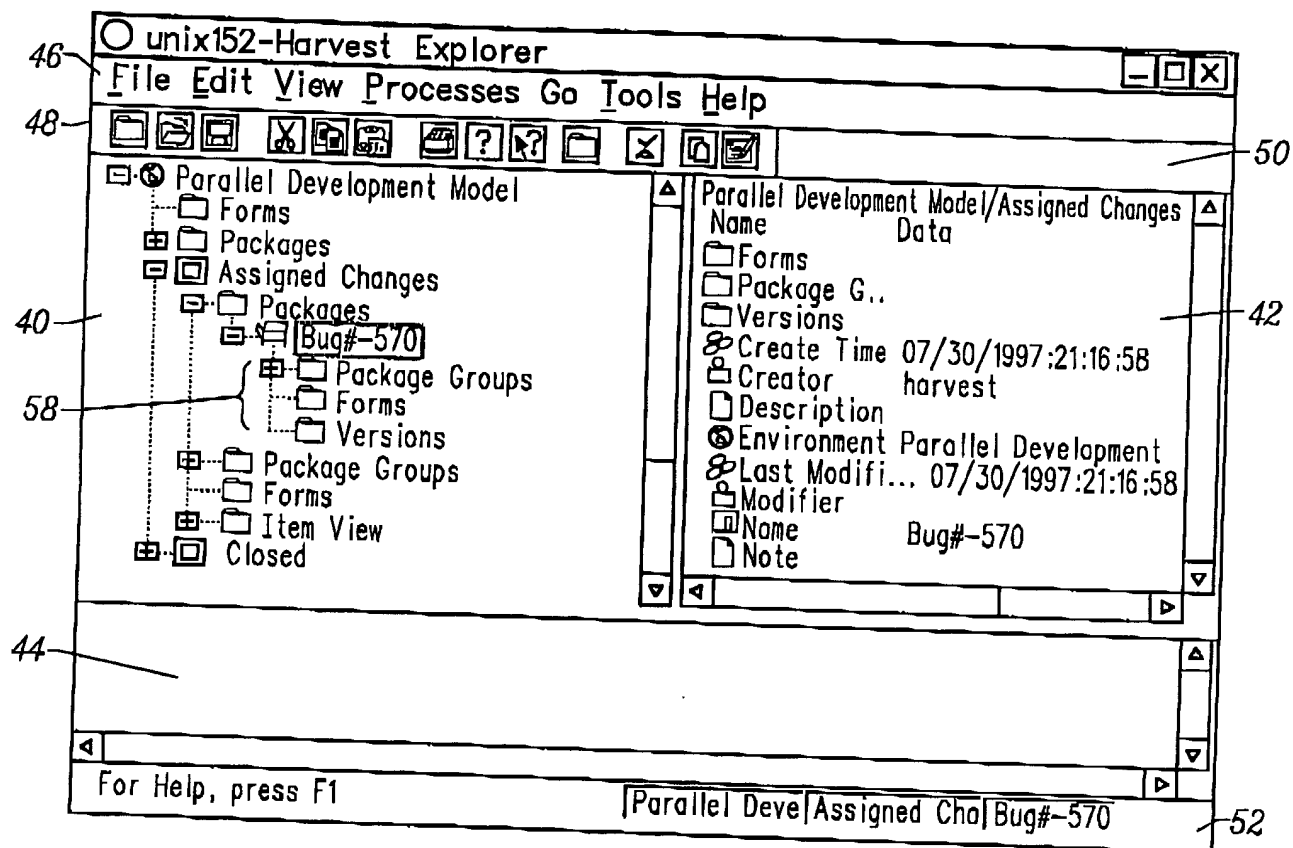 unix152-Harvest Explorer
46
File Edit View Processes Go Tools Help
48
50
Parallel Development Model
Forms
Packages
Assigned Changes
Packages
Bug#-570
Package Groups
Forms
Versions
Package Groups
Forms
Item View
Closed
40
58
Parallel Development Model/Assigned Changes
Name Data
Forms
Package G..
Versions
Create Time 07/30/1997:21:16:58
Creator harvest
Description
Environment Parallel Development
Last Modifi... 07/30/1997:21:16:58
Modifier
Name Bug#-570
Note
42
44
For Help, press F1
Parallel Deve Assigned Cha Bug#-570
52